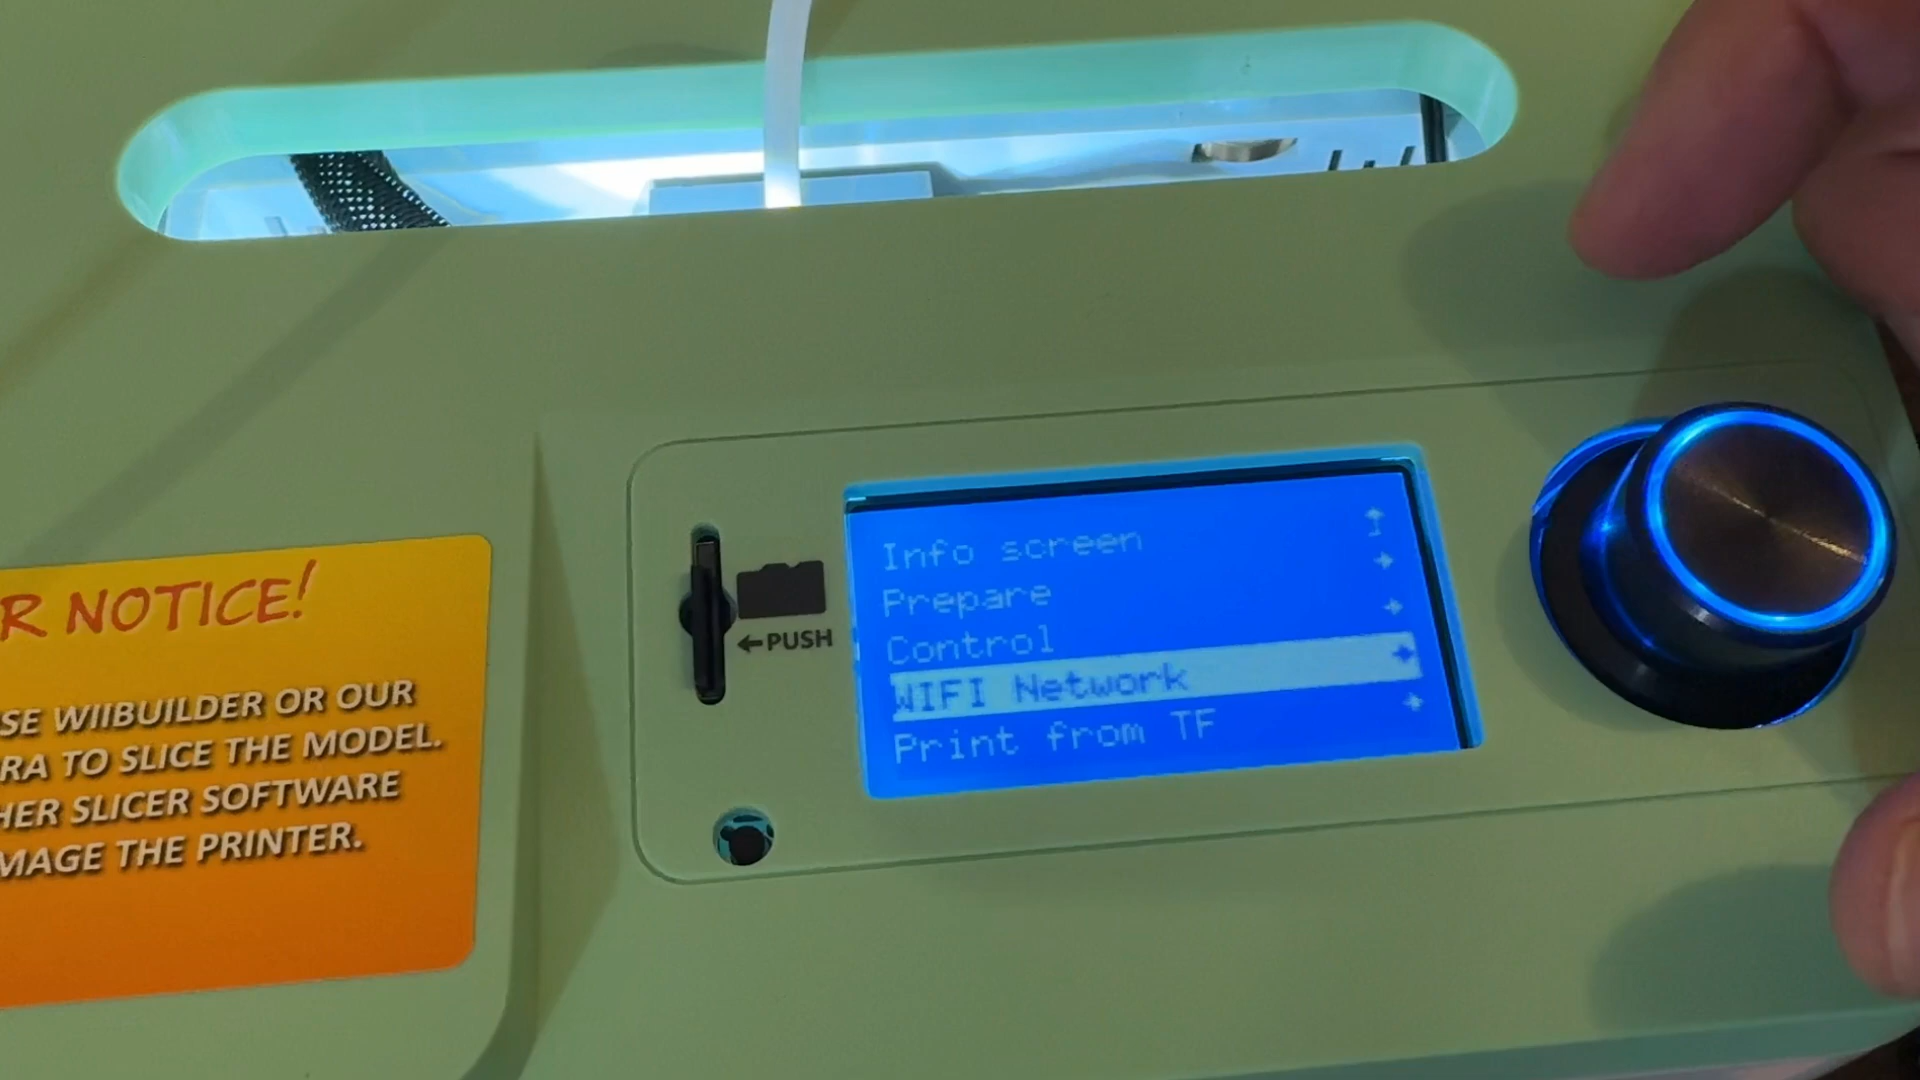 Info screen
Prepare
Control
WIFI Network
Print from TF
←PUSH
R NOTICE!
SE WIIBUILDER OR OUR
RA TO SLICE THE MODEL.
HER SLICER SOFTWARE
MAGE THE PRINTER.